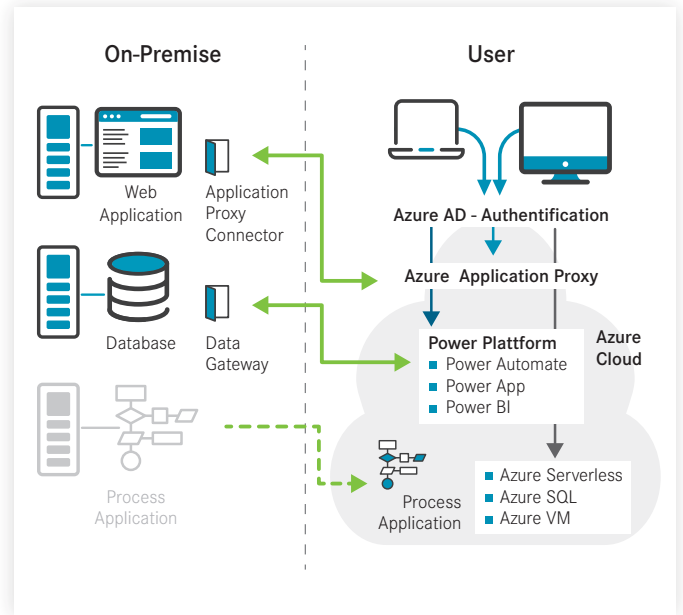 On-Premise
User
Web
Application
Application
Proxy
Connector
Azure AD - Authentification
Azure Application Proxy
Database
Data
Gateway
Power Plattform
Power Automate
Power App
Power BI
Azure
Cloud
Process
Application
Process
Application
Azure Serverless
Azure SQL
Azure VM